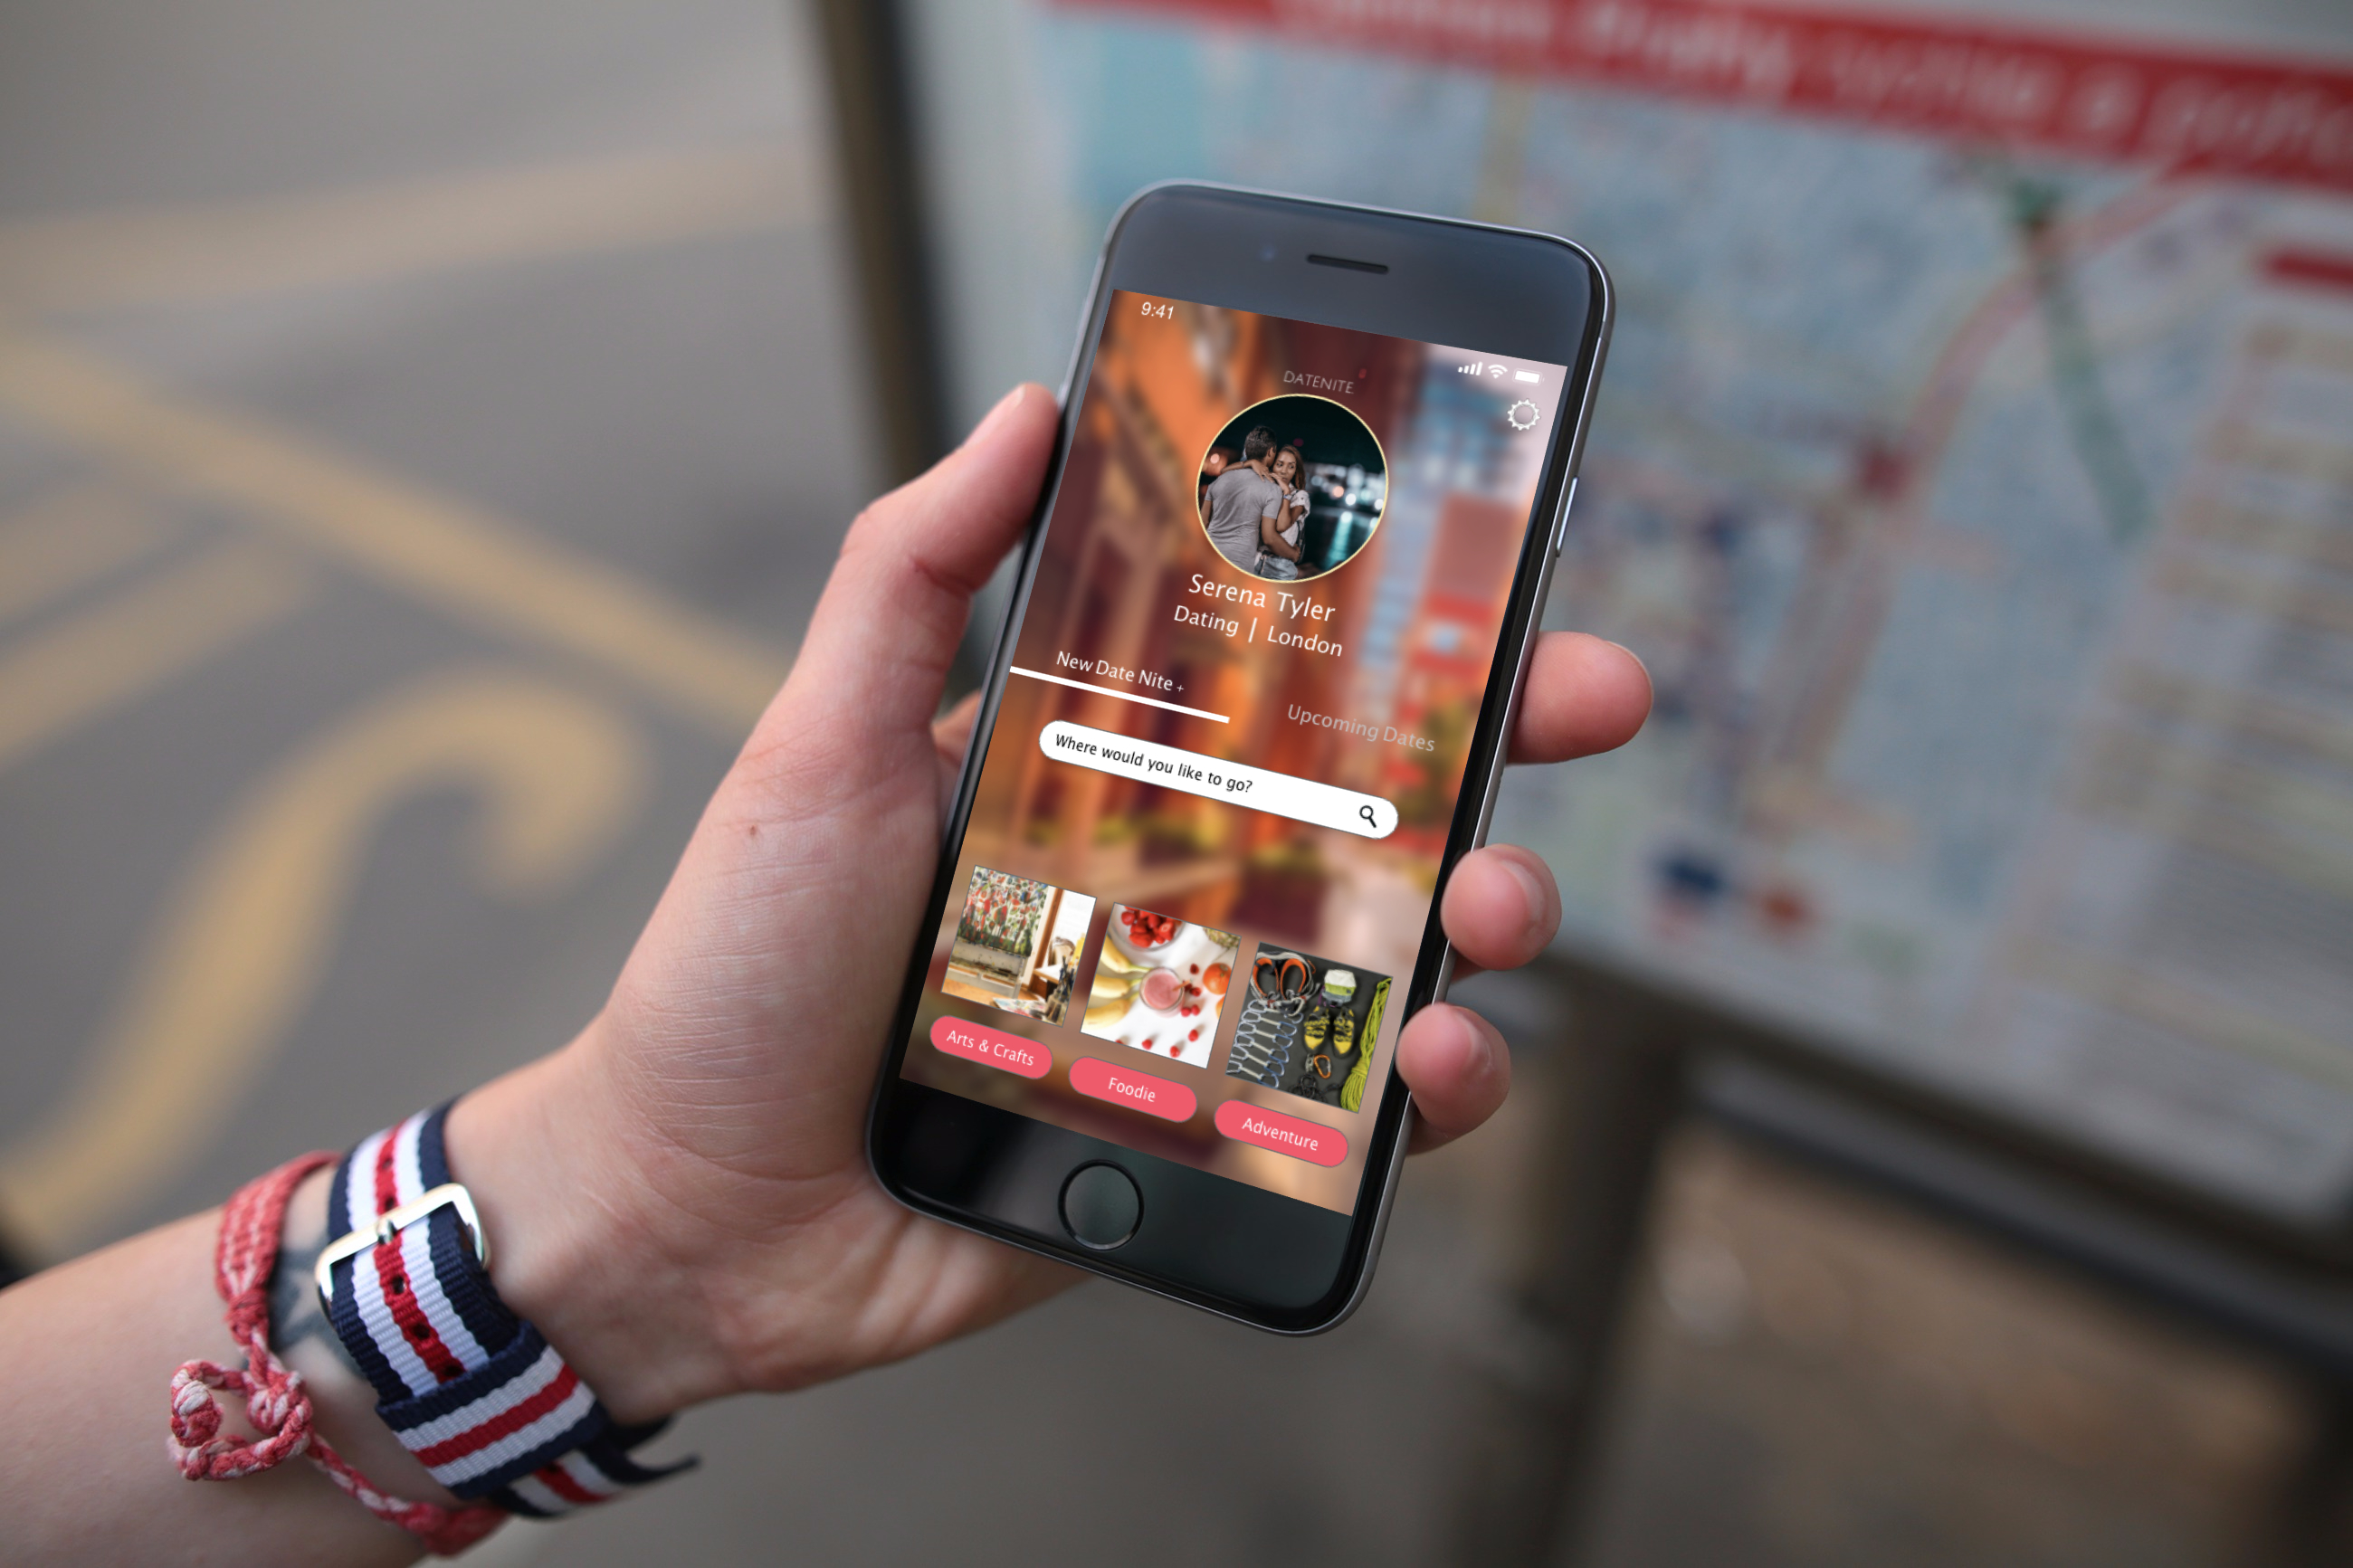 9:41
DATENITE
Serena Tyler
Dating | London
New Date Nite +
Upcoming Dates
Where would you like to go?
Arts & Crafts
Foodie
Adventure